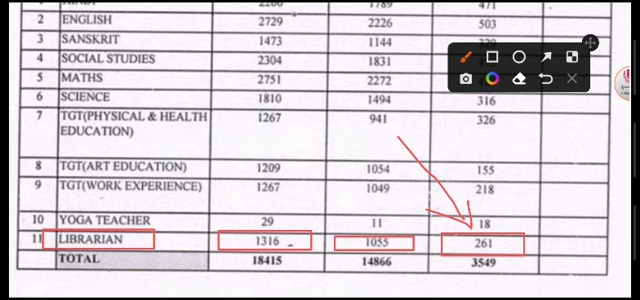 2260 1789 471
2 ENGLISH 2729 2226 503
3 SANSKRIT 1473 1144
4 SOCIAL STUDIES 2304 1831
5 MATHS 2751 2272
6 SCIENCE 1810 1494 316
7 TGT(PHYSICAL & HEALTH 1267 941 326
EDUCATION)
8 TGT(ART EDUCATION) 1209 1054 155
9 TGT(WORK EXPERIENCE) 1267 1049 218
10 YOGA TEACHER 29 11 18
11 LIBRARIAN 1316 1055 261
TOTAL 18415 14866 3549